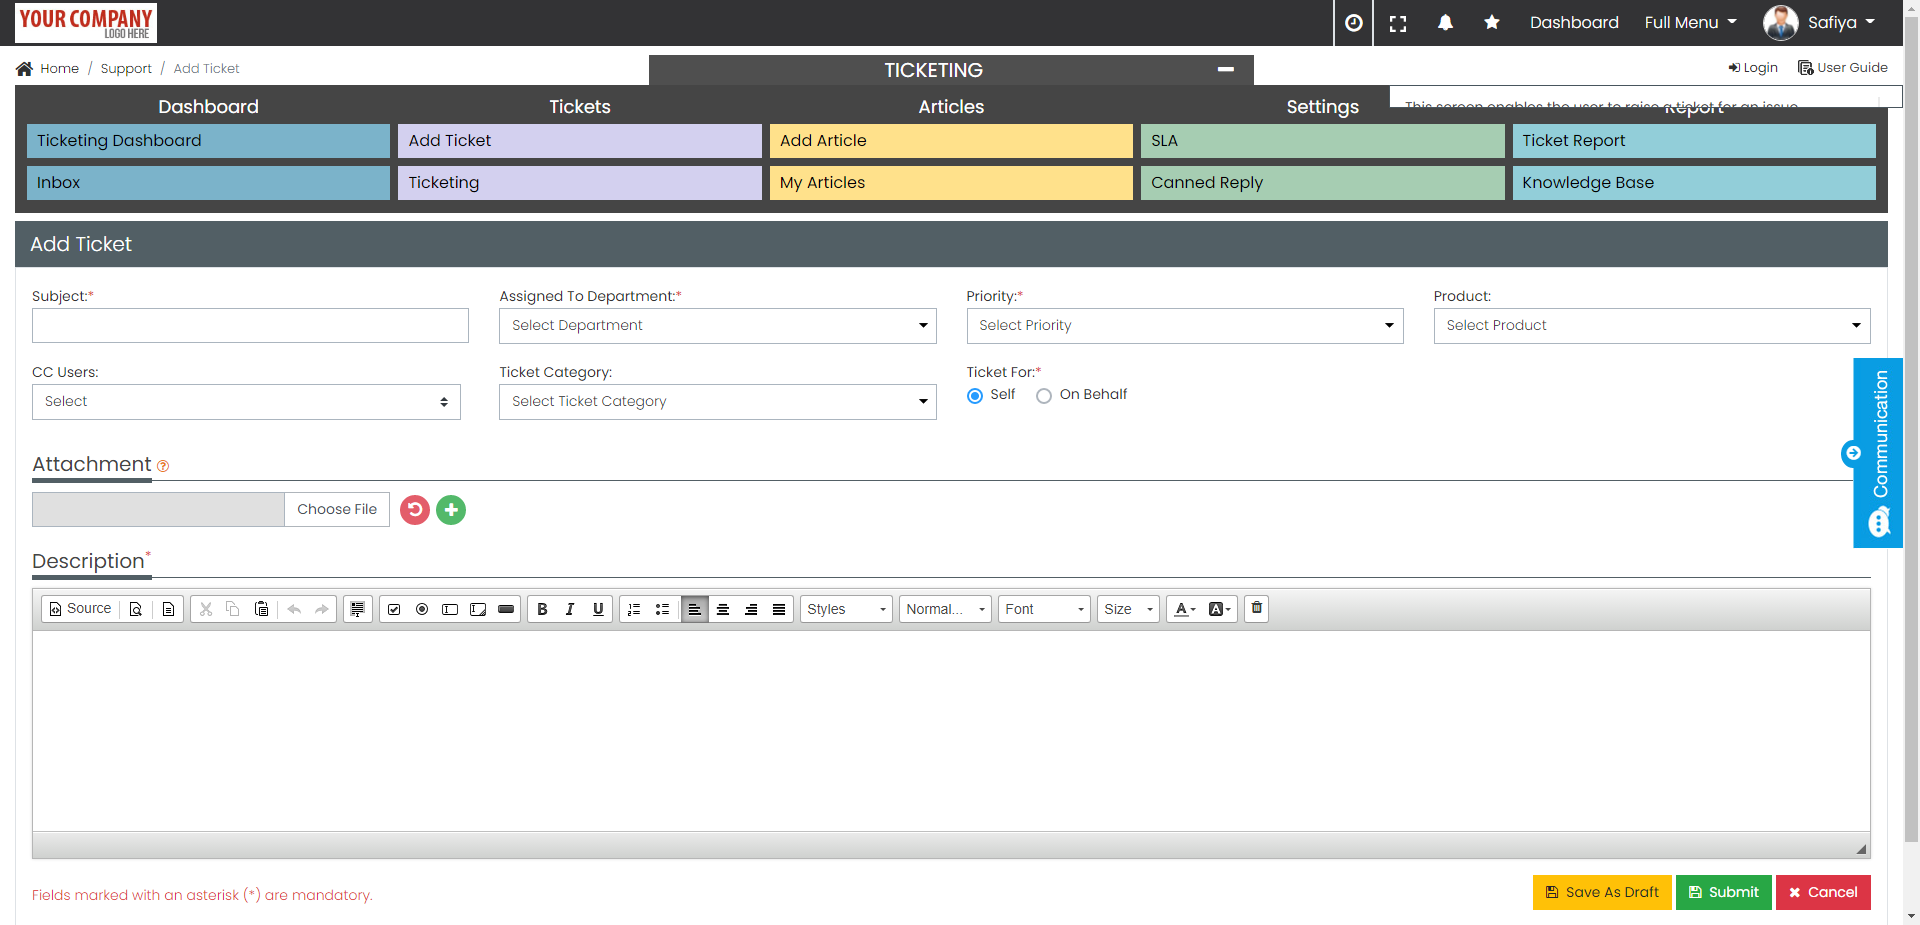 YOUR COMPANY
LOGO HERE
Dashboard Full Menu Safiya
Home / Support / Add Ticket
TICKETING
Login User Guide
This screen enables the user to raise a ticket for an issue.
Dashboard Tickets Articles Settings Report
Ticketing Dashboard Add Ticket Add Article SLA Ticket Report
Inbox Ticketing My Articles Canned Reply Knowledge Base
Add Ticket
Subject:* Assigned To Department:* Priority:* Product:
Select Department Select Priority Select Product
CC Users: Ticket Category: Ticket For:*
Select Select Ticket Category Self On Behalf
Communication
Attachment
Choose File
Description*
Source B I U Styles Normal... Font Size A A
Fields marked with an asterisk (*) are mandatory.
Save As Draft Submit Cancel